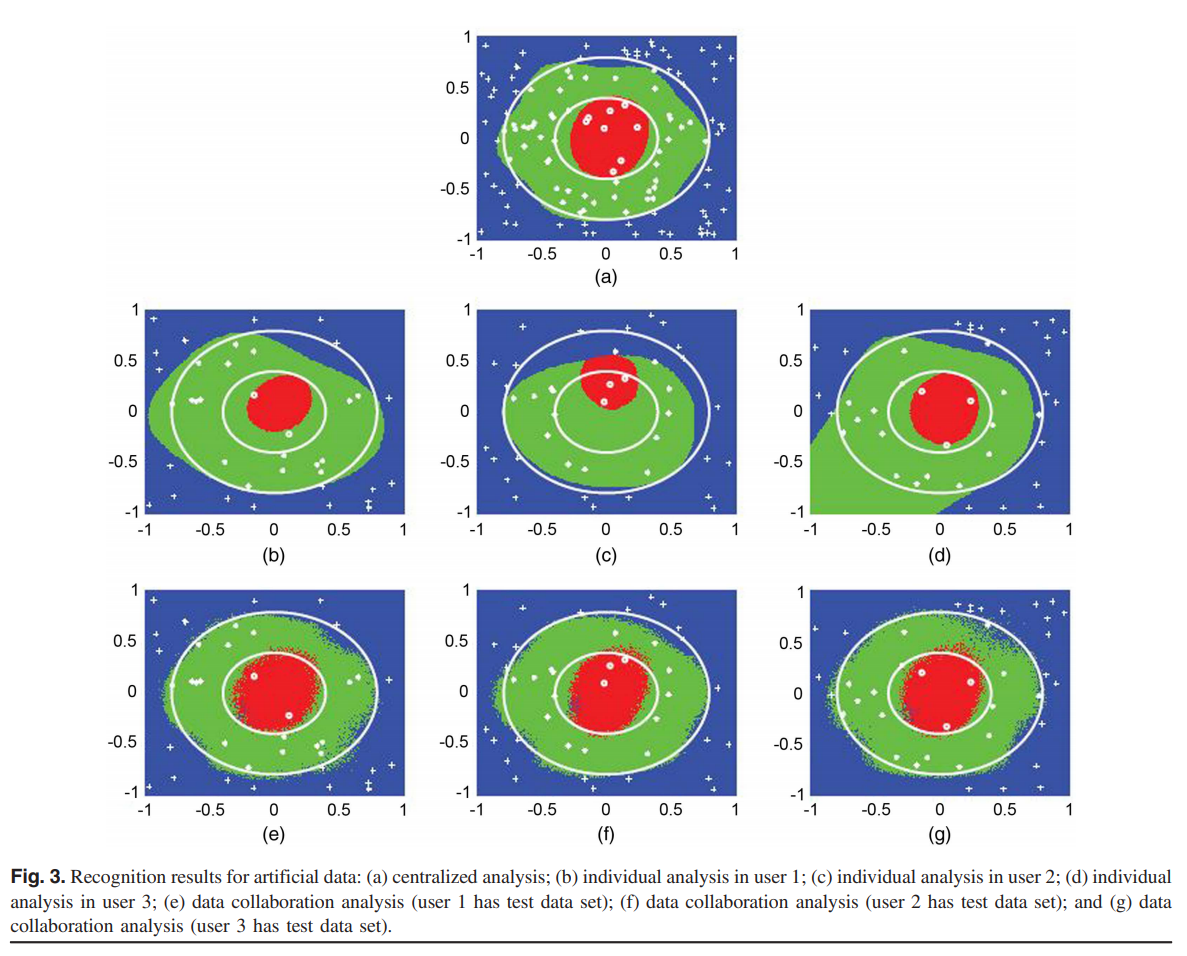 1
0.5
0
-0.5
-1
-1 -0.5 0 0.5 1
(a)
1 1 1
0.5 0.5 0.5
0 0 0
-0.5 -0.5 -0.5
-1 -1 -1
-1 -0.5 0 0.5 1 -1 -0.5 0 0.5 1 -1 -0.5 0 0.5 1
(b) (c) (d)
1 1 1
0.5 0.5 0.5
0 0 0
-0.5 -0.5 -0.5
-1 -1 -1
-1 -0.5 0 0.5 1 -1 -0.5 0 0.5 1 -1 -0.5 0 0.5 1
(e) (f) (g)
Fig. 3. Recognition results for artificial data: (a) centralized analysis; (b) individual analysis in user 1; (c) individual analysis in user 2; (d) individual
analysis in user 3; (e) data collaboration analysis (user 1 has test data set); (f) data collaboration analysis (user 2 has test data set); and (g) data
collaboration analysis (user 3 has test data set).